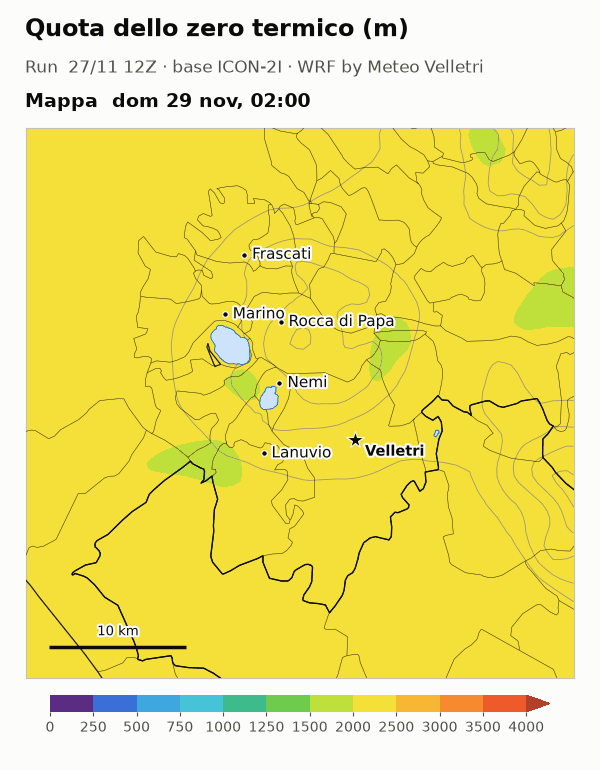 Quota dello zero termico (m)
Run  27/11 12Z · base ICON-2I · WRF by Meteo Velletri
Mappa  dom 29 nov, 02:00
Frascati
Marino
Rocca di Papa
Nemi
Velletri
Lanuvio
10 km
0 250 500 750 1000 1250 1500 2000 2500 3000 3500 4000